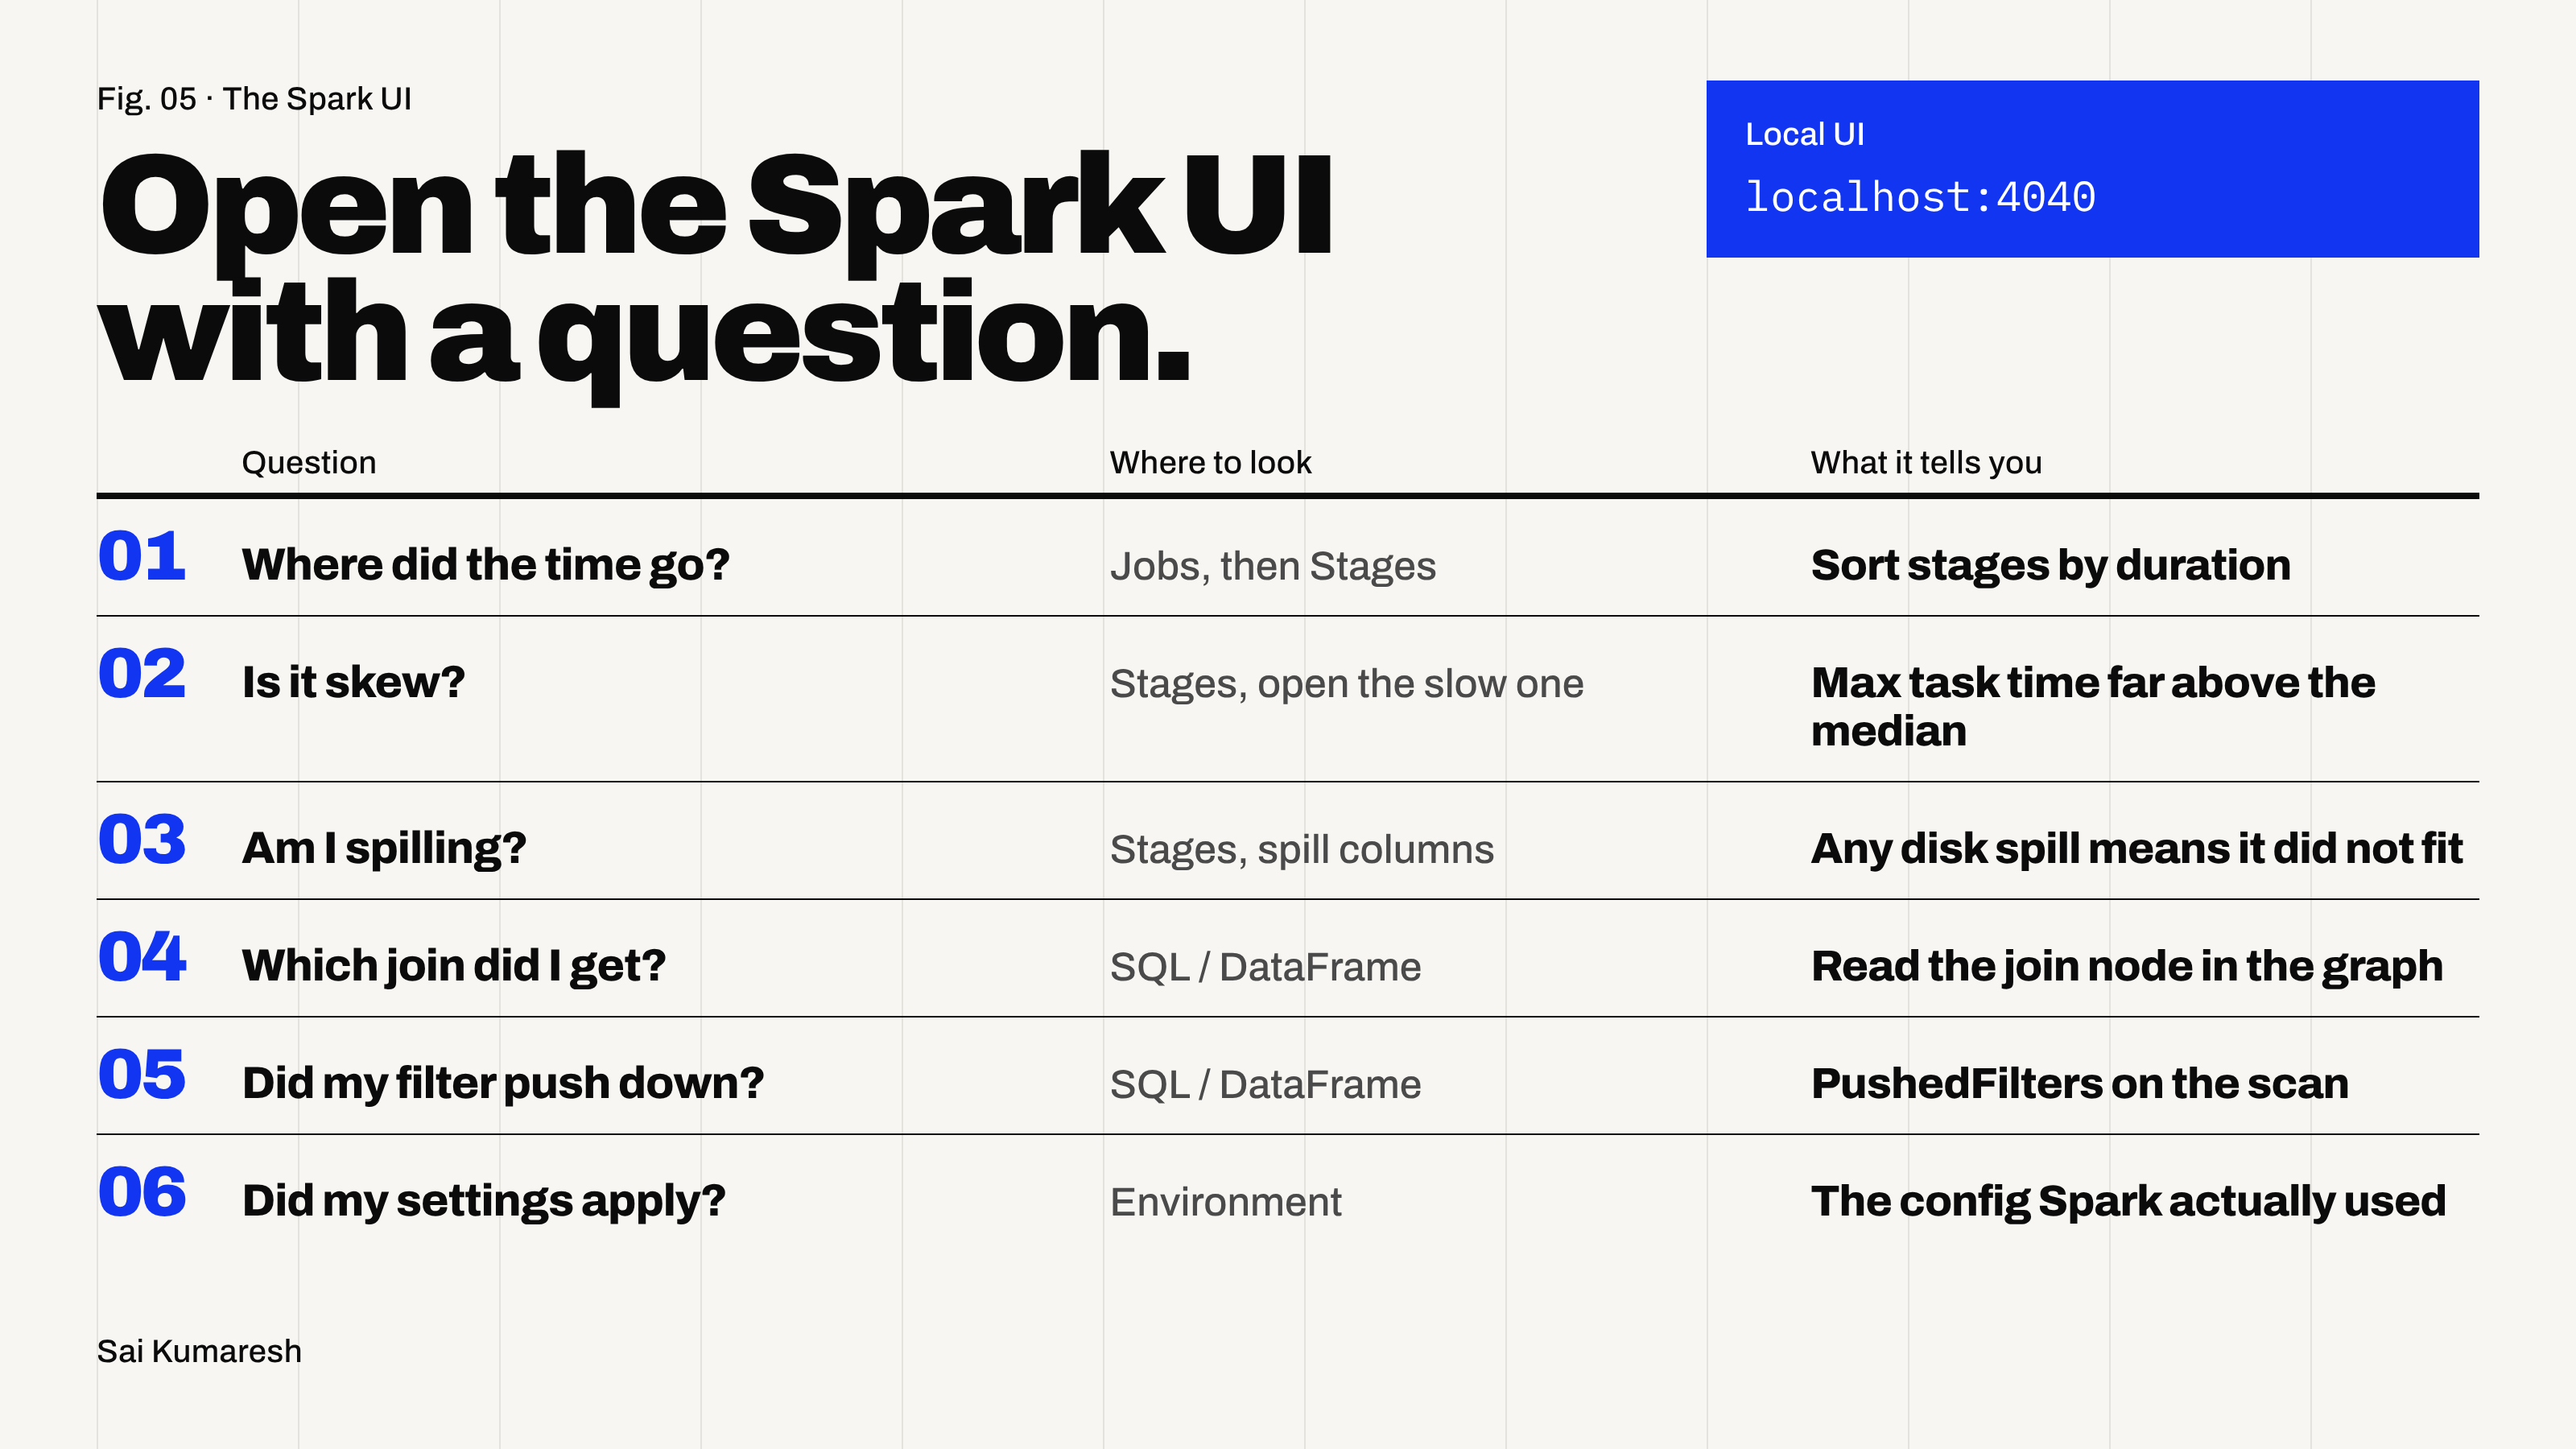 Fig. 05 · The Spark UI
Open the Spark UI
with a question.
Local UI
localhost:4040
Question Where to look What it tells you
01 Where did the time go? Jobs, then Stages Sort stages by duration
02 Is it skew? Stages, open the slow one Max task time far above the
median
03 Am I spilling? Stages, spill columns Any disk spill means it did not fit
04 Which join did I get? SQL / DataFrame Read the join node in the graph
05 Did my filter push down? SQL / DataFrame PushedFilters on the scan
06 Did my settings apply? Environment The config Spark actually used
Sai Kumaresh